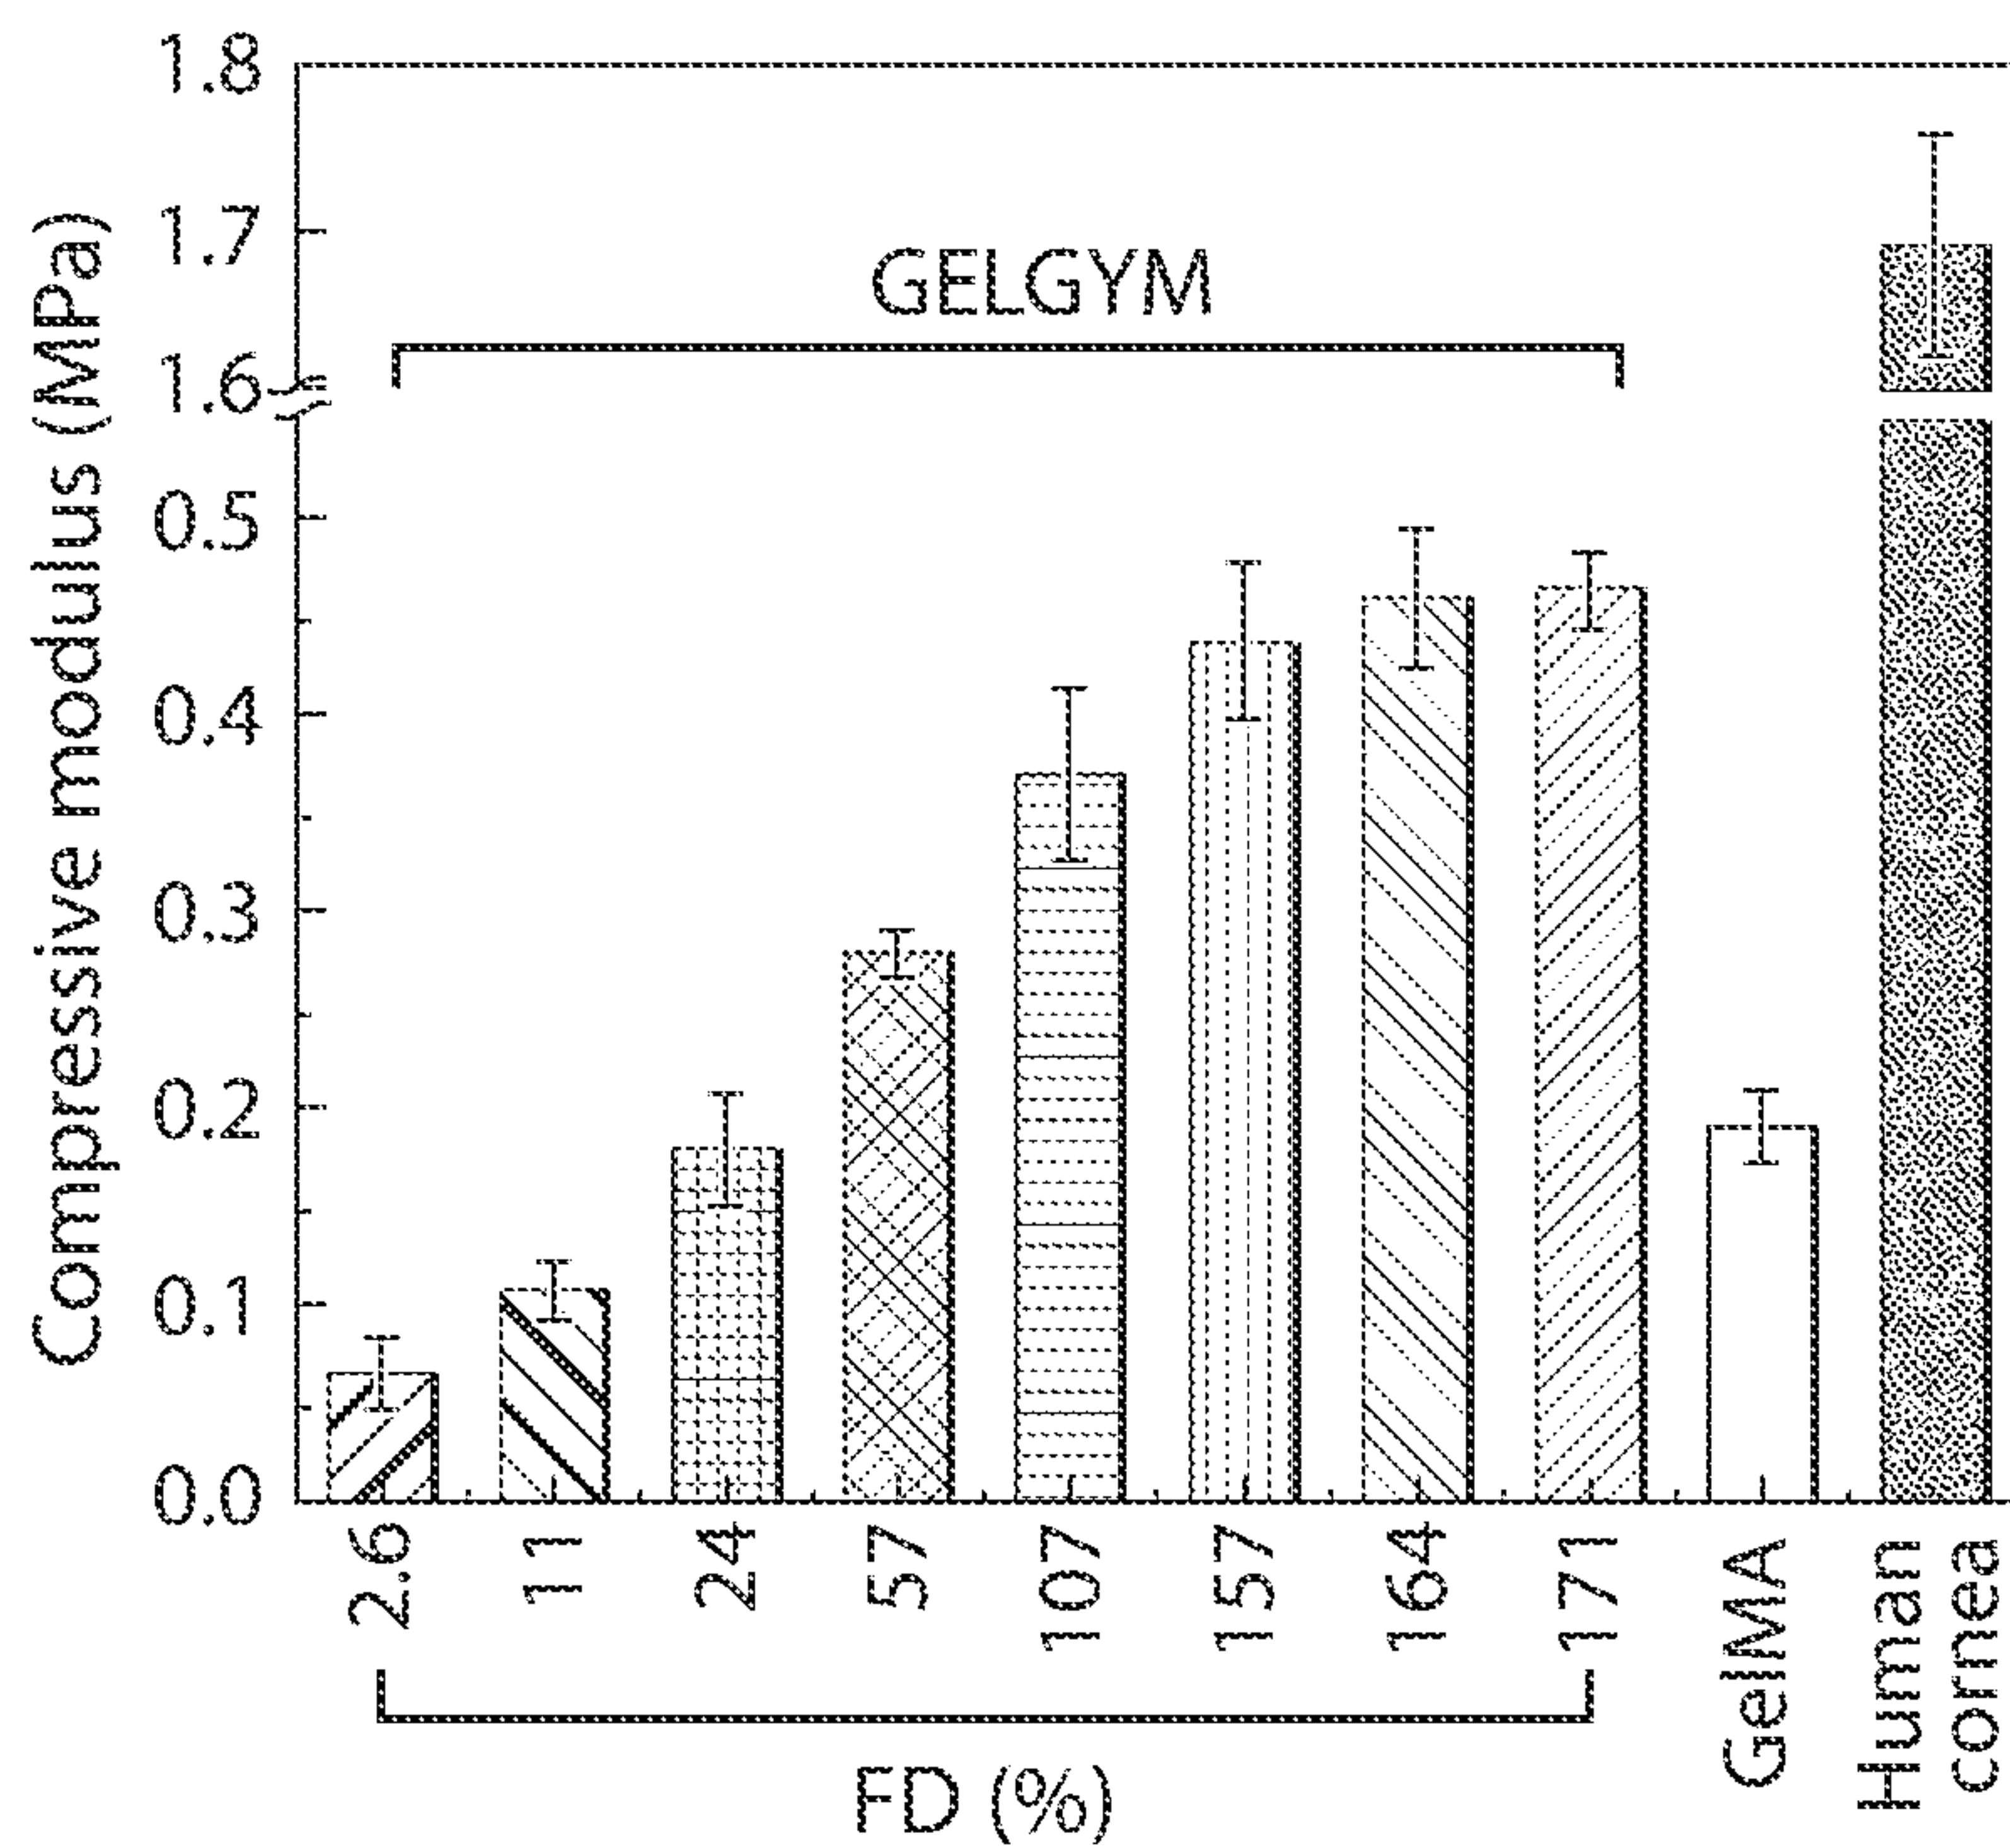 Compressive modulus (MPa)
1.8
1.7
1.6
0.5
0.4
0.3
0.2
0.1
0.0
GELGYM
2.6
11
24
57
107
157
164
171
GelMA
Human
cornea
FD (%)